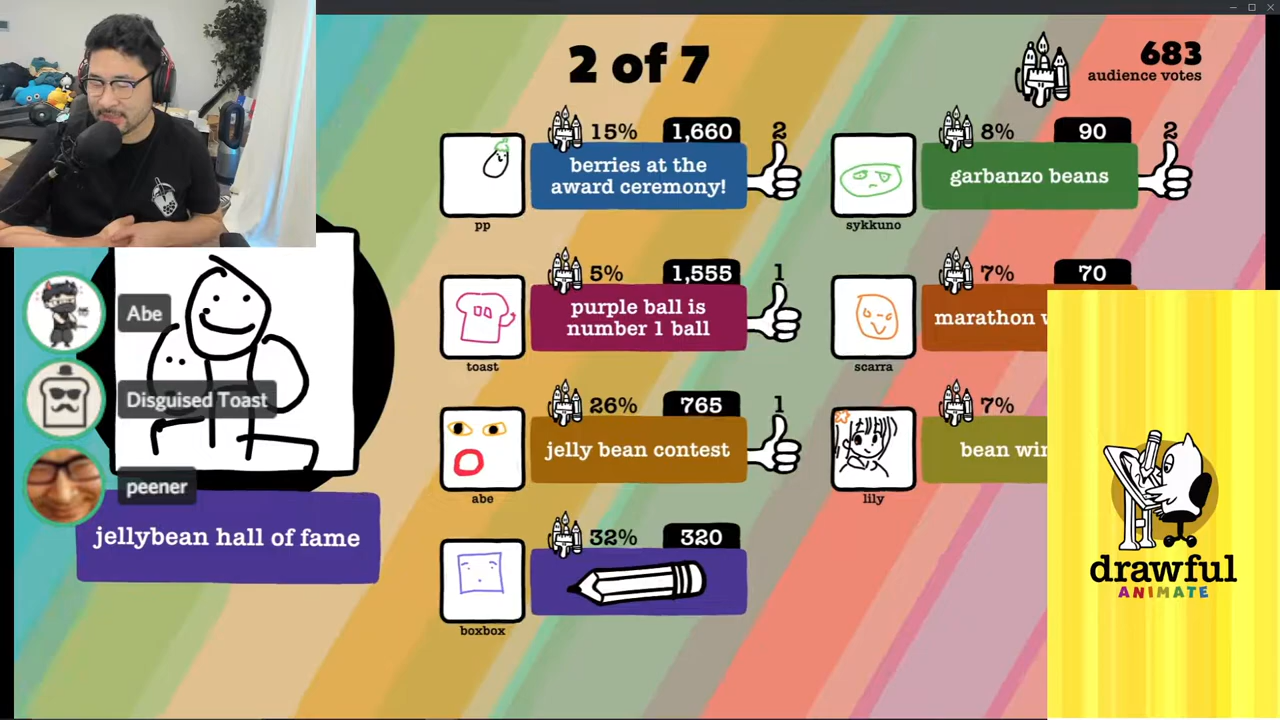 2 of 7
683
audience votes
15%
1,660
2
berries at the
award ceremony!
pp
8%
90
2
garbanzo beans
sykkuno
5%
1,555
1
purple ball is
number 1 ball
toast
7%
70
marathon
scarra
26%
765
1
jelly bean contest
abe
7%
bean
lily
32%
320
boxbox
Abe
Disguised Toast
peener
jellybean hall of fame
drawful
ANIMATE